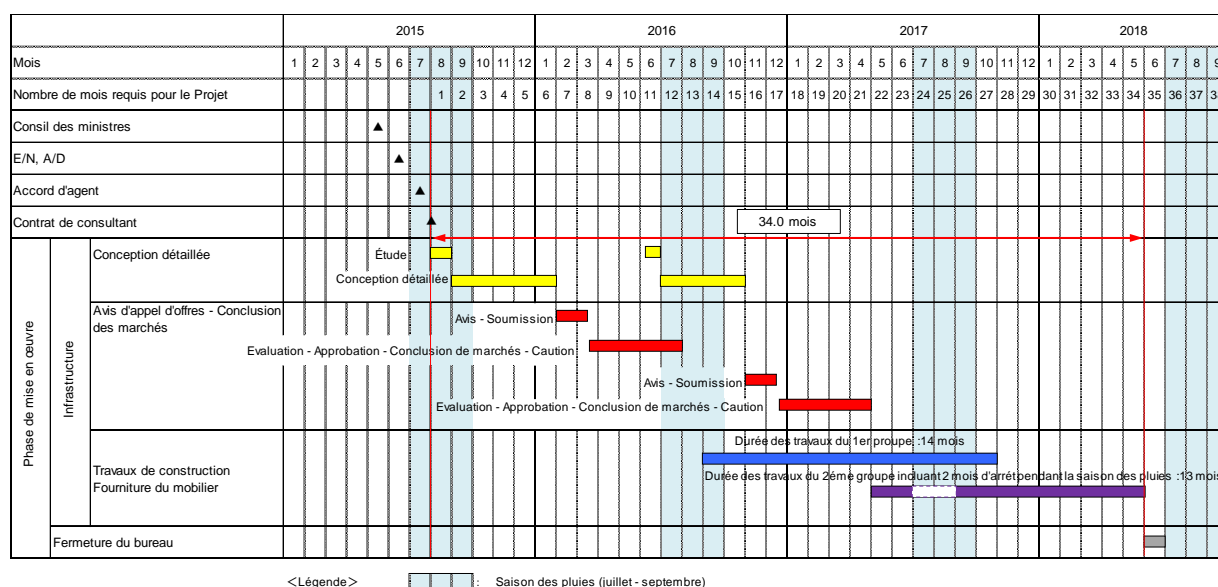 2015 2016 2017 2018
Mois 1 2 3 4 5 6 7 8 9 10 11 12 1 2 3 4 5 6 7 8 9 10 11 12 1 2 3 4 5 6 7 8 9 10 11 12 1 2 3 4 5 6 7 8 9
Nombre de mois requis pour le Projet 1 2 3 4 5 6 7 8 9 10 11 12 13 14 15 16 17 18 19 20 21 22 23 24 25 26 27 28 29 30 31 32 33 34 35 36 37 38
Consil des ministres ▲
E/N, A/D ▲
Accord d'agent ▲
Contrat de consultant ▲
34.0 mois
Phase de mise en œuvre
Infrastructure
Conception détaillée
Étude
Conception détaillée
Avis d'appel d'offres - Conclusion
des marchés
Avis - Soumission
Evaluation - Approbation - Conclusion de marchés - Caution
Avis - Soumission
Evaluation - Approbation - Conclusion de marchés - Caution
Travaux de construction
Fourniture du mobilier
Durée des travaux du 1er proupe :14 mois
Durée des travaux du 2éme groupe incluant 2 mois d'arrêt pendant la saison des pluies :13 mois
Fermeture du bureau
<Légende> : Saison des pluies (juillet - septembre)